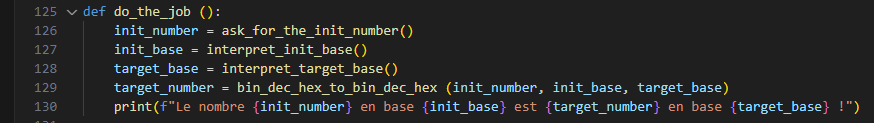 125 def do_the_job ():
126 init_number = ask_for_the_init_number()
127 init_base = interpret_init_base()
128 target_base = interpret_target_base()
129 target_number = bin_dec_hex_to_bin_dec_hex (init_number, init_base, target_base)
130 print(f"Le nombre {init_number} en base {init_base} est {target_number} en base {target_base} !")